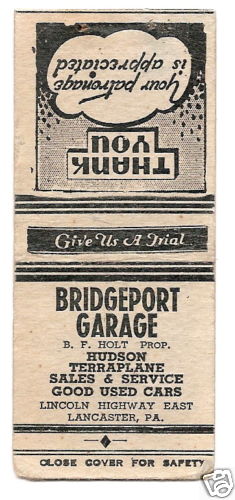 Your patronage
is appreciated
THANK
YOU
Give Us A Trial
BRIDGEPORT
GARAGE
B. F. HOLT PROP.
HUDSON
TERRAPLANE
SALES & SERVICE
GOOD USED CARS
LINCOLN HIGHWAY EAST
LANCASTER, PA.
CLOSE COVER FOR SAFETY